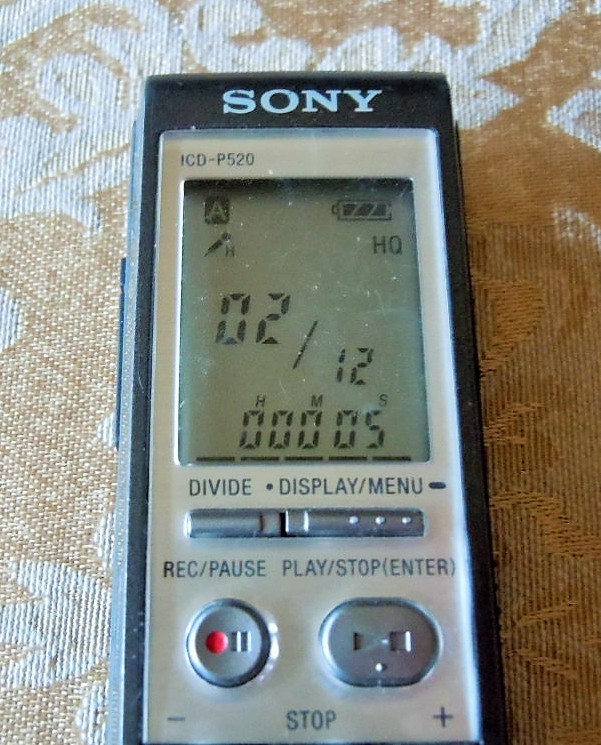 SONY
ICD-P520
A
H HQ
02/12
H M S
00005
DIVIDE • DISPLAY/MENU
REC/PAUSE PLAY/STOP(ENTER)
− STOP +